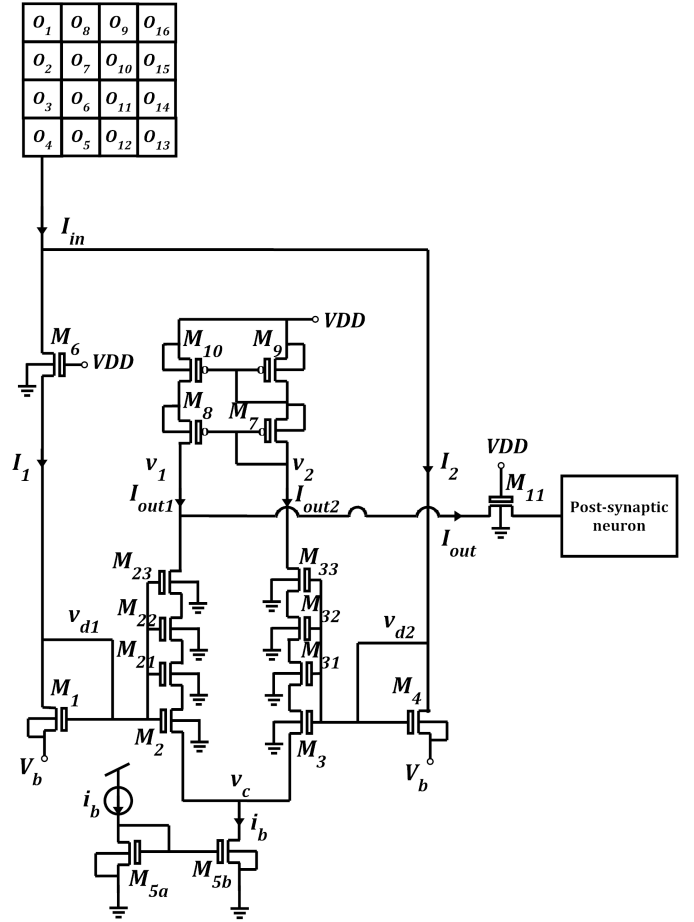 O1 O8 O9 O16
O2 O7 O10 O15
O3 O6 O11 O14
O4 O5 O12 O13
Iin
M6
VDD
VDD
M10 M9
M8 M7
I1
v1 v2
I2
VDD
M11
Iout1 Iout2
Iout
Post-synaptic
neuron
M23 M33
M22 M32
M21 M31
vd1
vd2
M1
M4
M2 M3
Vb
Vb
vc
ib
ib
M5a M5b